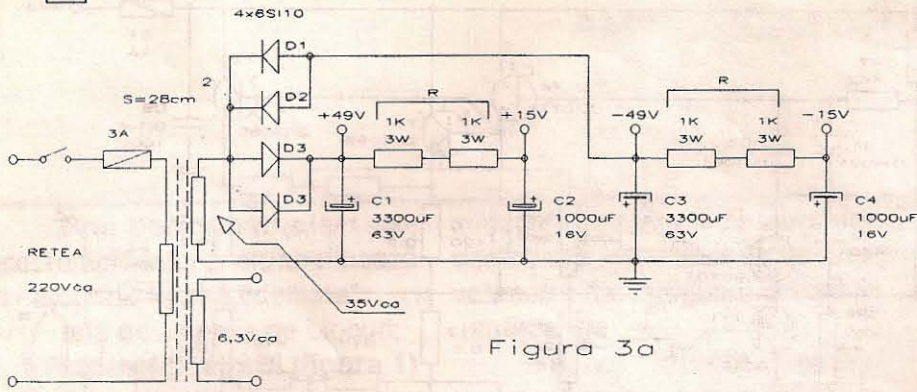 4x6SI10
D1
2
D2
S=28cm
R
R
+49V
1K
1K
+15V
-49V
1K
1K
-15V
3A
3W
3W
3W
3W
D3
D3
C1
3300uF
63V
C2
1000uF
16V
C3
3300uF
63V
C4
1000uF
16V
RETEA
220Vca
35Vca
6,3Vca
Figura 3a